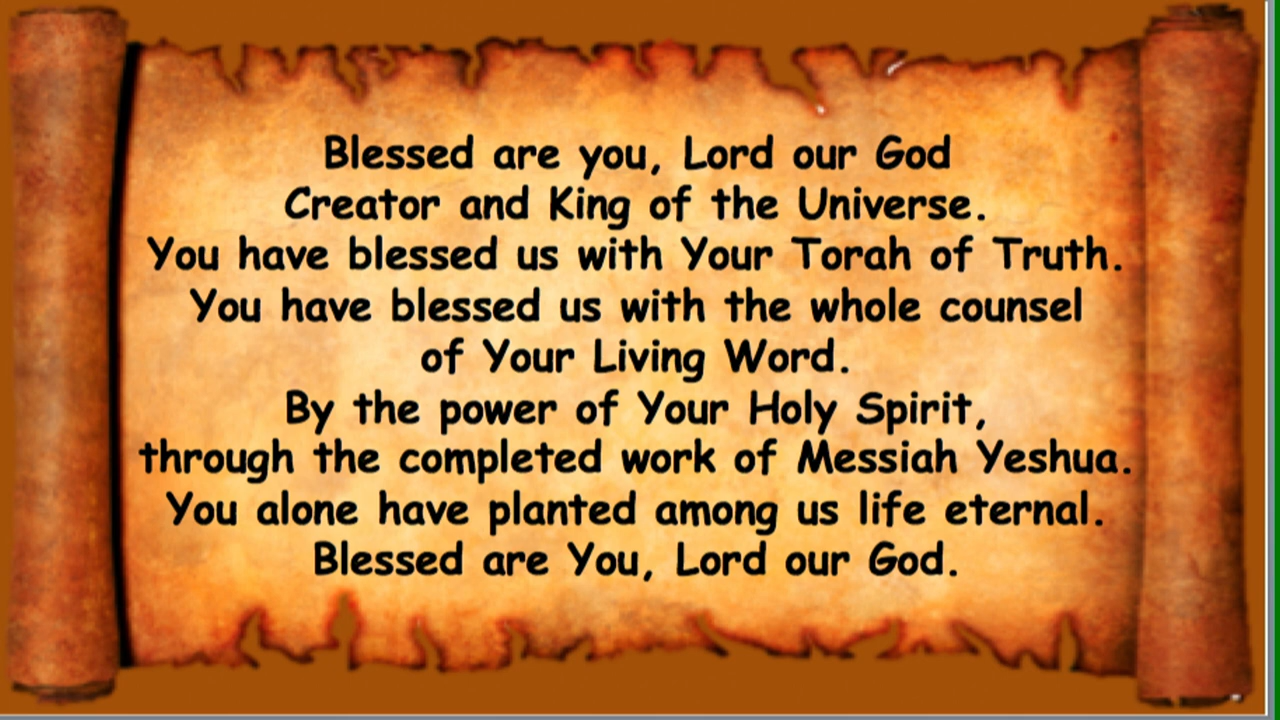 Blessed are you, Lord our God
Creator and King of the Universe.
You have blessed us with Your Torah of Truth.
You have blessed us with the whole counsel
of Your Living Word.
By the power of Your Holy Spirit,
through the completed work of Messiah Yeshua.
You alone have planted among us life eternal.
Blessed are You, Lord our God.